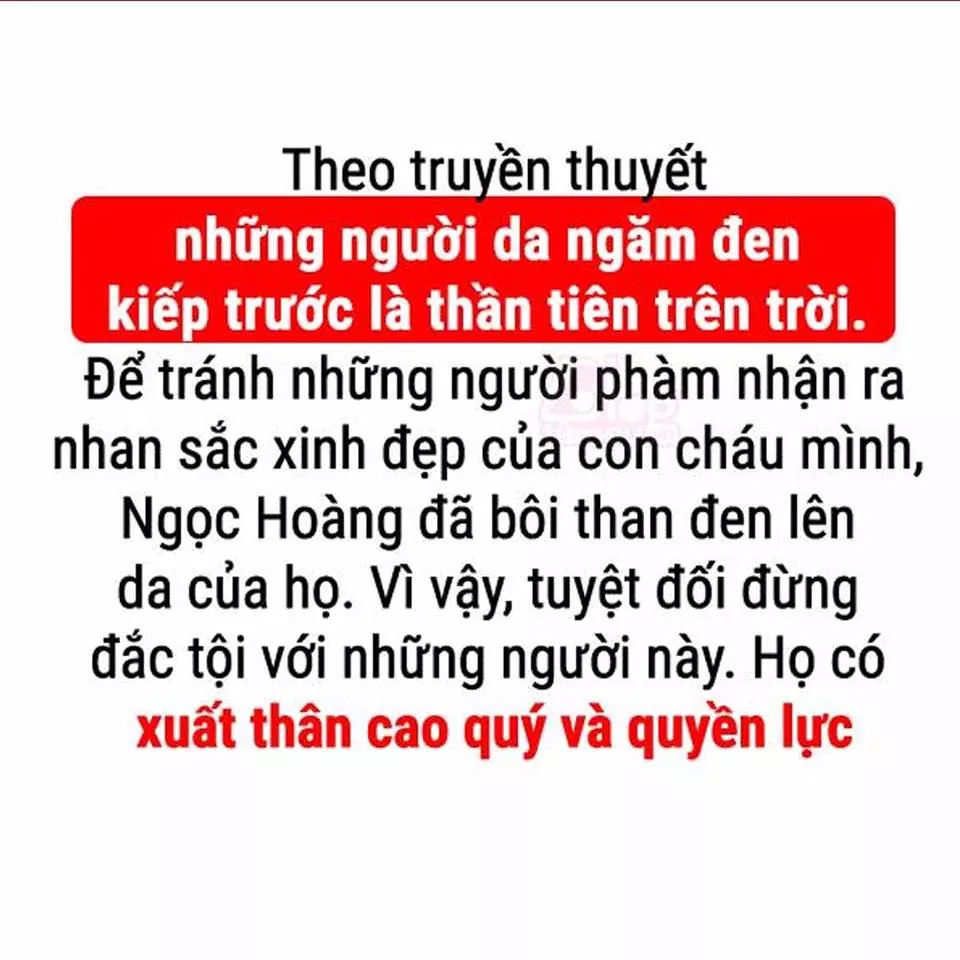 Theo truyền thuyết
những người da ngăm đen
kiếp trước là thần tiên trên trời.
Để tránh những người phàm nhận ra
nhan sắc xinh đẹp của con cháu mình,
Ngọc Hoàng đã bôi than đen lên
da của họ. Vì vậy, tuyệt đối đừng
đắc tội với những người này. Họ có
xuất thân cao quý và quyền lực